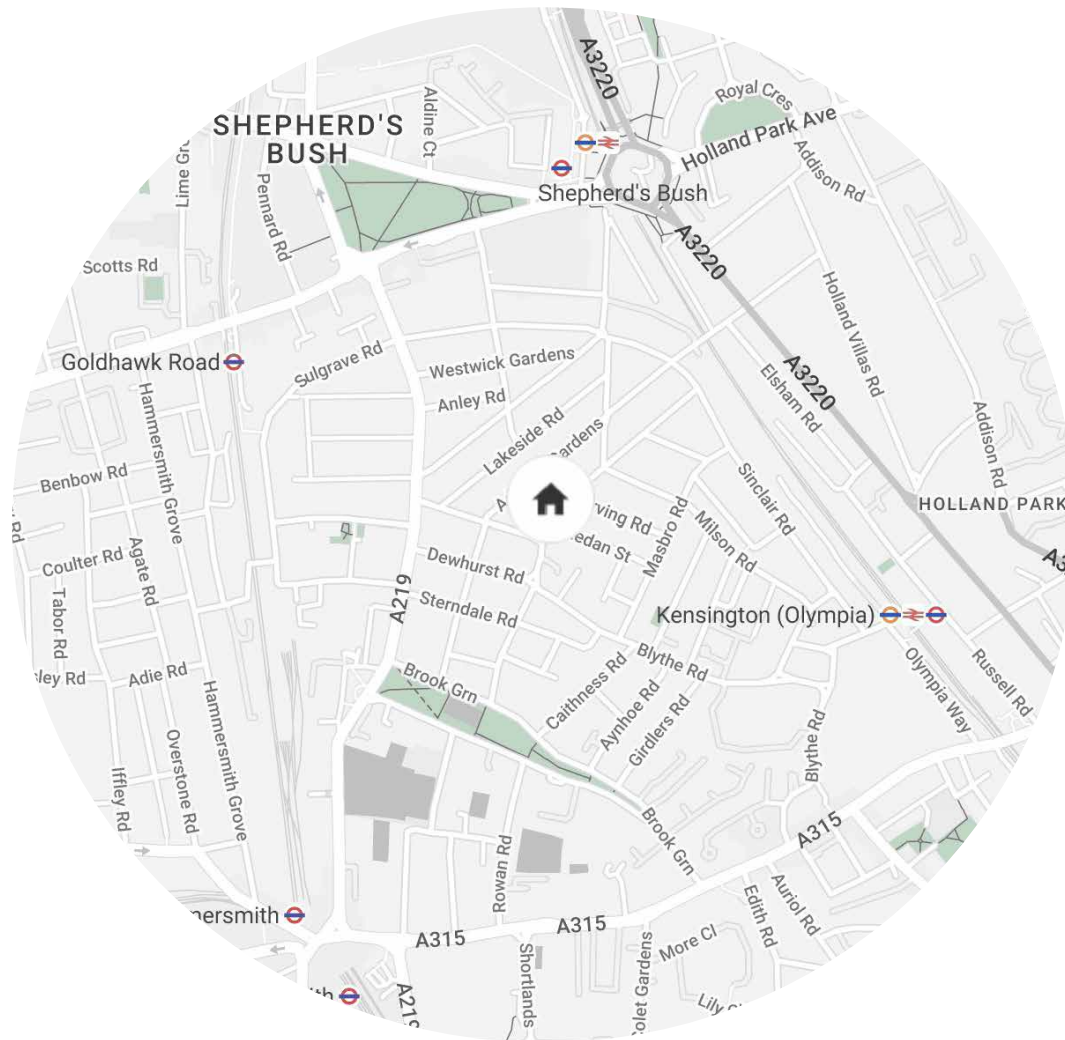 A3220
Royal Cres
Aldine Ct
SHEPHERD'S
BUSH
Holland Park Ave
Lime Gro
Addison Rd
Pennard Rd
Shepherd's Bush
A3220
Scotts Rd
Holland Villas Rd
Goldhawk Road
Sulgrave Rd
Westwick Gardens
A3220
Elsham Rd
Anley Rd
Hammersmith Grove
Lakeside Rd
Gardens
Addison Rd
Benbow Rd
Sinclair Rd
HOLLAND PARK
Masbro Rd
Milson Rd
Rd
Coulter Rd
Agate Rd
Dewhurst Rd
Tabor Rd
A219
Sterndale Rd
Kensington (Olympia)
Blythe Rd
Adie Rd
Brook Grn
Caithness Rd
Aynhoe Rd
Girdlers Rd
Olympia Way
Russell Rd
Hammersmith Grove
Blythe Rd
Iffley Rd
Overstone Rd
Brook Grn
A315
Rowan Rd
Auriol Rd
Edith Rd
A315
A315
More Cl
Shortlands
A219